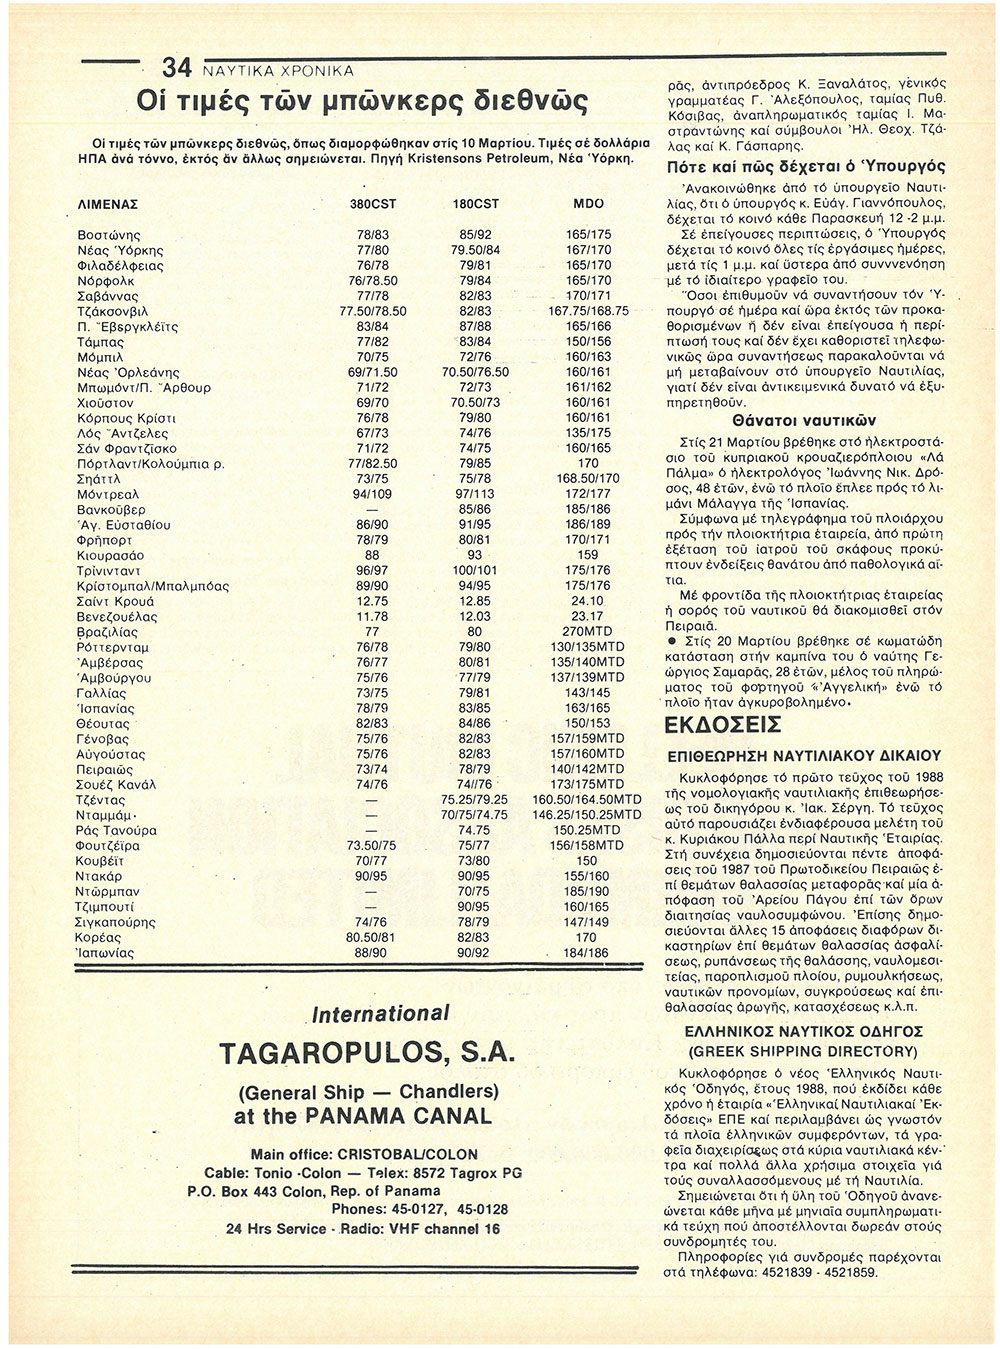 34 ΝΑΥΤΙΚΑ ΧΡΟΝΙΚΑ
Οἱ τιμές τῶν μπῶνκερς διεθνῶς
Οἱ τιμές τῶν μπῶνκερς διεθνῶς, ὅπως διαμορφώθηκαν στίς 10 Μαρτίου. Τιμές σέ δολλάρια
ΗΠΑ ἀνά τόννο, ἐκτός ἄν ἄλλως σημειώνεται. Πηγή Kristensons Petroleum, Νέα Ὑόρκη.
ΛΙΜΕΝΑΣ 380CST 180CST MDO
Βοστώνης 78/83 85/92 165/175
Νέας Ὑόρκης 77/80 79.50/84 167/170
Φιλαδέλφειας 76/78 79/81 165/170
Νόρφολκ 76/78.50 79/84 165/170
Σαβάννας 77/78 82/83 170/171
Τζάκσονβιλ 77.50/78.50 82/83 167.75/168.75
Π. Ἔβεργκλέϊτς 83/84 87/88 165/166
Τάμπας 77/82 83/84 150/156
Μόμπιλ 70/75 72/76 160/163
Νέας Ὀρλεάνης 69/71.50 70.50/76.50 160/161
Μπωμόντ/Π. Ἄρθουρ 71/72 72/73 161/162
Χιοῦστον 69/70 70.50/73 160/161
Κόρπους Κρίστι 76/78 79/80 160/161
Λός Ἄντζελες 67/73 74/76 135/175
Σάν Φραντζῖσκο 71/72 74/75 160/165
Πόρτλαντ/Κολούμπια ρ. 77/82.50 79/85 170
Σηάττλ 73/75 75/78 168.50/170
Μόντρεαλ 94/109 97/113 172/177
Βανκοῦβερ — 85/86 185/186
Ἁγ. Εὐσταθίου 86/90 91/95 186/189
Φρήπορτ 78/79 80/81 170/171
Κιουρασάο 88 93 159
Τρίνινταντ 96/97 100/101 175/176
Κρίστομπαλ/Μπαλμπόας 89/90 94/95 175/176
Σαίντ Κρουά 12.75 12.85 24.10
Βενεζουέλας 11.78 12.03 23.17
Βραζιλίας 77 80 270MTD
Ρόττερνταμ 76/78 79/80 130/135MTD
Ἀμβέρσας 76/77 80/81 135/140MTD
Ἀμβούργου 75/76 77/79 137/139MTD
Γαλλίας 73/75 79/81 143/145
Ἱσπανίας 78/79 83/85 163/165
Θέουτας 82/83 84/86 150/153
Γένοβας 75/76 82/83 157/159MTD
Αὐγούστας 75/76 82/83 157/160MTD
Πειραιῶς 73/74 78/79 140/142MTD
Σουέζ Κανάλ 74/76 74//76 173/175MTD
Τζέντας — 75.25/79.25 160.50/164.50MTD
Νταμμάμ — 70/75/74.75 146.25/150.25MTD
Ράς Τανούρα — 74.75 150.25MTD
Φουτζέϊρα 73.50/75 75/77 156/158MTD
Κουβέϊτ 70/77 73/80 150
Ντακάρ 90/95 90/95 155/160
Ντῶρμπαν — 70/75 185/190
Τζιμπουτί — 90/95 160/165
Σιγκαπούρης 74/76 78/79 147/149
Κορέας 80.50/81 82/83 170
Ἰαπωνίας 88/90 90/92 184/186
International
TAGAROPULOS, S.A.
(General Ship — Chandlers)
at the PANAMA CANAL
Main office: CRISTOBAL/COLON
Cable: Tonio -Colon — Telex: 8572 Tagrox PG
P.O. Box 443 Colon, Rep. of Panama
Phones: 45-0127, 45-0128
24 Hrs Service - Radio: VHF channel 16
ρᾶς, ἀντιπρόεδρος Κ. Ξαναλάτος, γενικός
γραμματέας Γ. Ἀλεξόπουλος, ταμίας Πυθ.
Κόσιβας, ἀναπληρωματικός ταμίας Ι. Μα-
στραντώνης καί σύμβουλοι Ἠλ. Θεοχ. Τζά-
λας καί Κ. Γάσπαρης.
Πότε καί πῶς δέχεται ὁ Ὑπουργός
Ἀνακοινώθηκε ἀπό τό ὑπουργεῖο Ναυτι-
λίας, ὅτι ὁ ὑπουργός κ. Εὐάγ. Γιαννόπουλος,
δέχεται τό κοινό κάθε Παρασκευή 12 -2 μ.μ.
Σέ ἐπείγουσες περιπτώσεις, ὁ Ὑπουργός
δέχεται τό κοινό ὅλες τίς ἐργάσιμες ἡμέρες,
μετά τίς 1 μ.μ. καί ὕστερα ἀπό συννενόηση
μέ τό ἰδιαίτερο γραφεῖο του.
Ὅσοι ἐπιθυμοῦν νά συναντήσουν τόν Ὑ-
πουργό σέ ἡμέρα καί ὥρα ἐκτός τῶν προκα-
θορισμένων ἤ δέν εἶναι ἐπείγουσα ἡ περί-
πτωσή τους καί δέν ἔχει καθοριστεῖ τηλεφω-
νικῶς ὥρα συναντήσεως παρακαλοῦνται νά
μή μεταβαίνουν στό ὑπουργεῖο Ναυτιλίας,
γιατί δέν εἶναι ἀντικειμενικά δυνατό νά ἐξυ-
πηρετηθοῦν.
Θάνατοι ναυτικῶν
Στίς 21 Μαρτίου βρέθηκε στό ἠλεκτροστά-
σιο τοῦ κυπριακοῦ κρουαζιερόπλοιου «Λά
Πάλμα» ὁ ἠλεκτρολόγος Ἰωάννης Νικ. Δρό-
σος, 48 ἐτῶν, ἐνῶ τό πλοῖο ἔπλεε πρός τό λι-
μάνι Μάλαγγα τῆς Ἱσπανίας.
Σύμφωνα μέ τηλεγράφημα τοῦ πλοιάρχου
πρός τήν πλοιοκτήτρια ἑταιρεία, ἀπό πρώτη
ἐξέταση τοῦ ἰατροῦ τοῦ σκάφους προκύ-
πτουν ἐνδείξεις θανάτου ἀπό παθολογικά αἴ-
τια.
Μέ φροντίδα τῆς πλοιοκτήτριας ἑταιρείας
ἡ σορός τοῦ ναυτικοῦ θά διακομισθεῖ στόν
Πειραιᾶ.
● Στίς 20 Μαρτίου βρέθηκε σέ κωματώδη
κατάσταση στήν καμπίνα του ὁ ναύτης Γε-
ώργιος Σαμαρᾶς, 28 ἐτῶν, μέλος τοῦ πληρώ-
ματος τοῦ φορτηγοῦ «Ἀγγελική» ἐνῶ τό
πλοῖο ἦταν ἀγκυροβολημένο.
ΕΚΔΟΣΕΙΣ
ΕΠΙΘΕΩΡΗΣΗ ΝΑΥΤΙΛΙΑΚΟΥ ΔΙΚΑΙΟΥ
Κυκλοφόρησε τό πρῶτο τεῦχος τοῦ 1988
τῆς νομολογιακῆς ναυτιλιακῆς ἐπιθεωρήσε-
ως τοῦ δικηγόρου κ. Ἰακ. Σέργη. Τό τεῦχος
αὐτό παρουσιάζει ἐνδιαφέρουσα μελέτη τοῦ
κ. Κυριάκου Πάλλα περί Ναυτικῆς Ἑταιρίας.
Στή συνέχεια δημοσιεύονται πέντε ἀποφά-
σεις τοῦ 1987 τοῦ Πρωτοδικείου Πειραιῶς ἐ-
πί θεμάτων θαλασσίας μεταφορᾶς καί μία ἀ-
πόφαση τοῦ Ἀρείου Πάγου ἐπί τῶν ὅρων
διαιτησίας ναυλοσυμφώνου. Ἐπίσης δημο-
σιεύονται ἄλλες 15 ἀποφάσεις διαφόρων δι-
καστηρίων ἐπί θεμάτων θαλασσίας ἀσφαλί-
σεως, ρυπάνσεως τῆς θαλάσσης, ναυλομεσι-
τείας, παροπλισμοῦ πλοίου, ρυμουλκήσεως,
ναυτικῶν προνομίων, συγκρούσεως καί ἐπι-
θαλασσίας ἀρωγῆς, κατασχέσεως κ.λ.π.
ΕΛΛΗΝΙΚΟΣ ΝΑΥΤΙΚΟΣ ΟΔΗΓΟΣ
(GREEK SHIPPING DIRECTORY)
Κυκλοφόρησε ὁ νέος Ἑλληνικός Ναυτι-
κός Ὁδηγός, ἔτους 1988, πού ἐκδίδει κάθε
χρόνο ἡ ἑταιρία «Ἑλληνικαί Ναυτιλιακαί Ἐκ-
δόσεις» ΕΠΕ καί περιλαμβάνει ὡς γνωστόν
τά πλοῖα ἑλληνικῶν συμφερόντων, τά γρα-
φεῖα διαχειρίσεως στά κύρια ναυτιλιακά κέν-
τρα καί πολλά ἄλλα χρήσιμα στοιχεῖα γιά
τούς συναλλασσόμενους μέ τή Ναυτιλία.
Σημειώνεται ὅτι ἡ ὕλη τοῦ Ὁδηγοῦ ἀνανε-
ώνεται κάθε μῆνα μέ μηνιαῖα συμπληρωματι-
κά τεύχη πού ἀποστέλλονται δωρεάν στούς
συνδρομητές του.
Πληροφορίες γιά συνδρομές παρέχονται
στά τηλέφωνα: 4521839 - 4521859.